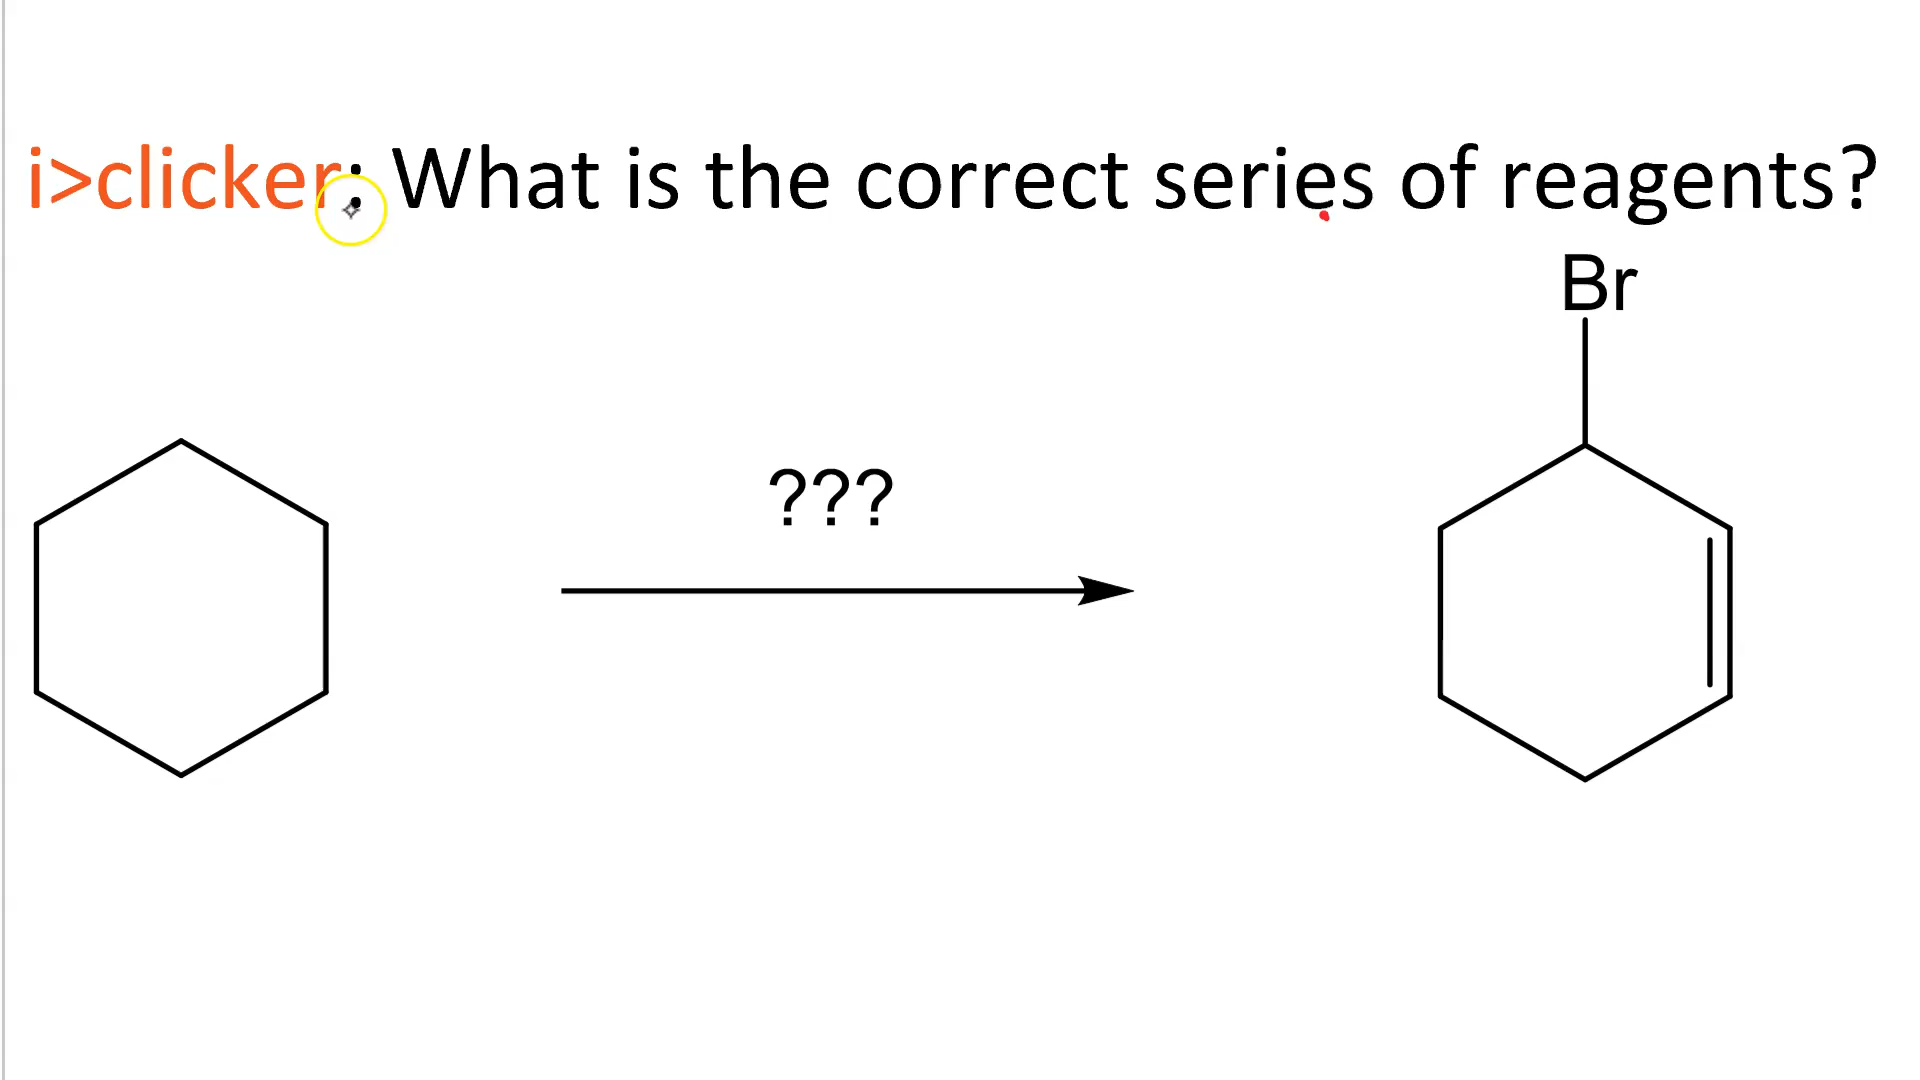 i>clicker: What is the correct series of reagents?
Br
???